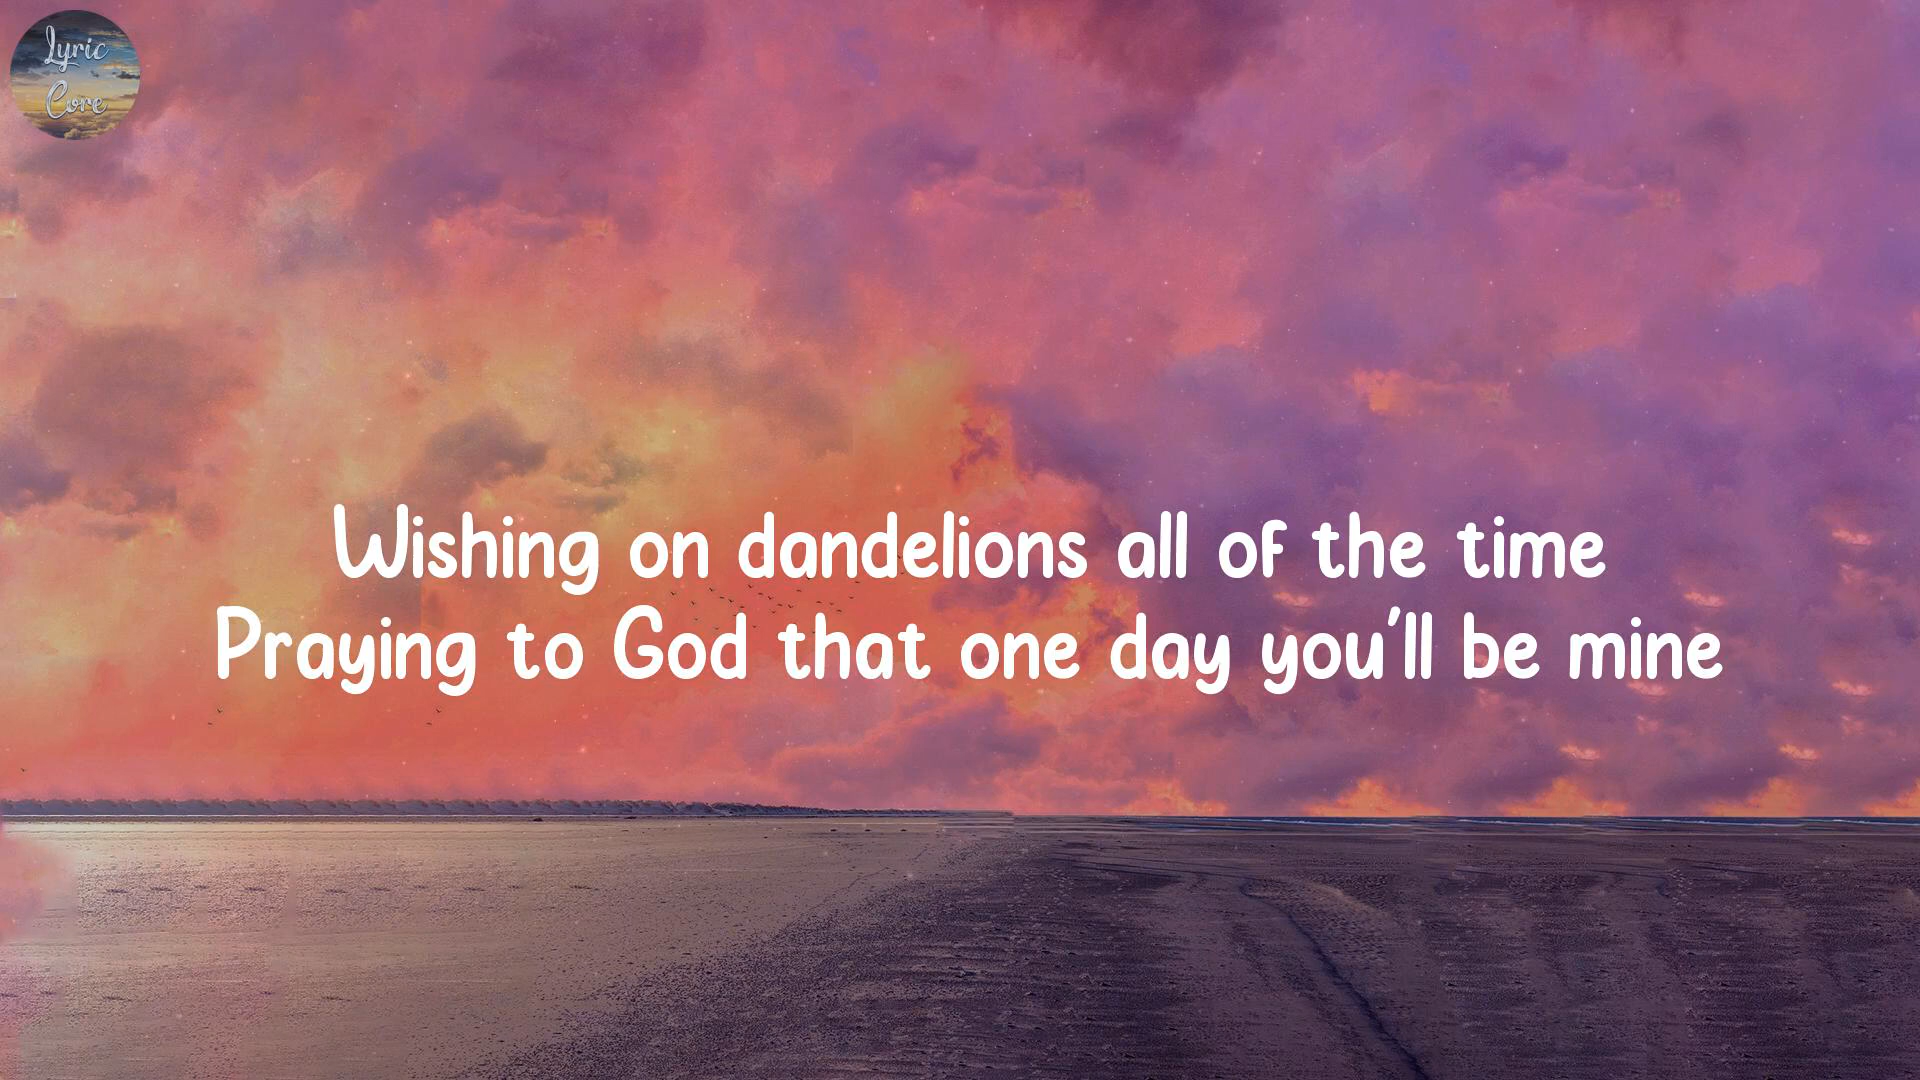 Lyric
Core
Wishing on dandelions all of the time
Praying to God that one day you'll be mine